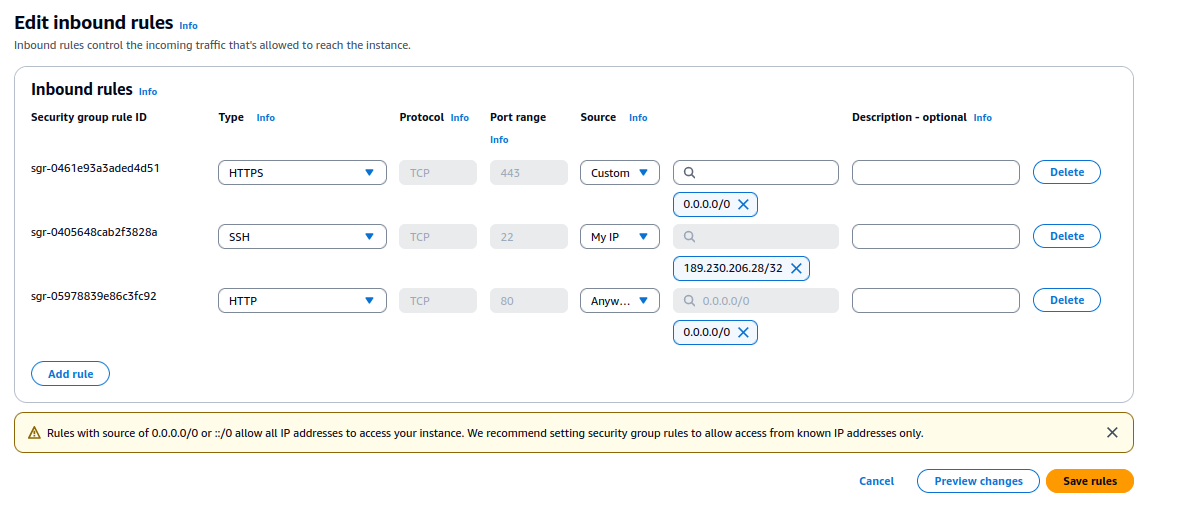 Edit inbound rules Info
Inbound rules control the incoming traffic that's allowed to reach the instance.
Inbound rules Info
Security group rule ID Type Info Protocol Info Port range Info Source Info Description - optional Info
sgr-0461e93a3aded4d51 HTTPS TCP 443 Custom Delete
0.0.0.0/0
sgr-0405648cab2f3828a SSH TCP 22 My IP Delete
189.230.206.28/32
sgr-05978839e86c3fc92 HTTP TCP 80 Anyw... 0.0.0.0/0 Delete
0.0.0.0/0
Add rule
Rules with source of 0.0.0.0/0 or ::/0 allow all IP addresses to access your instance. We recommend setting security group rules to allow access from known IP addresses only.
Cancel Preview changes Save rules